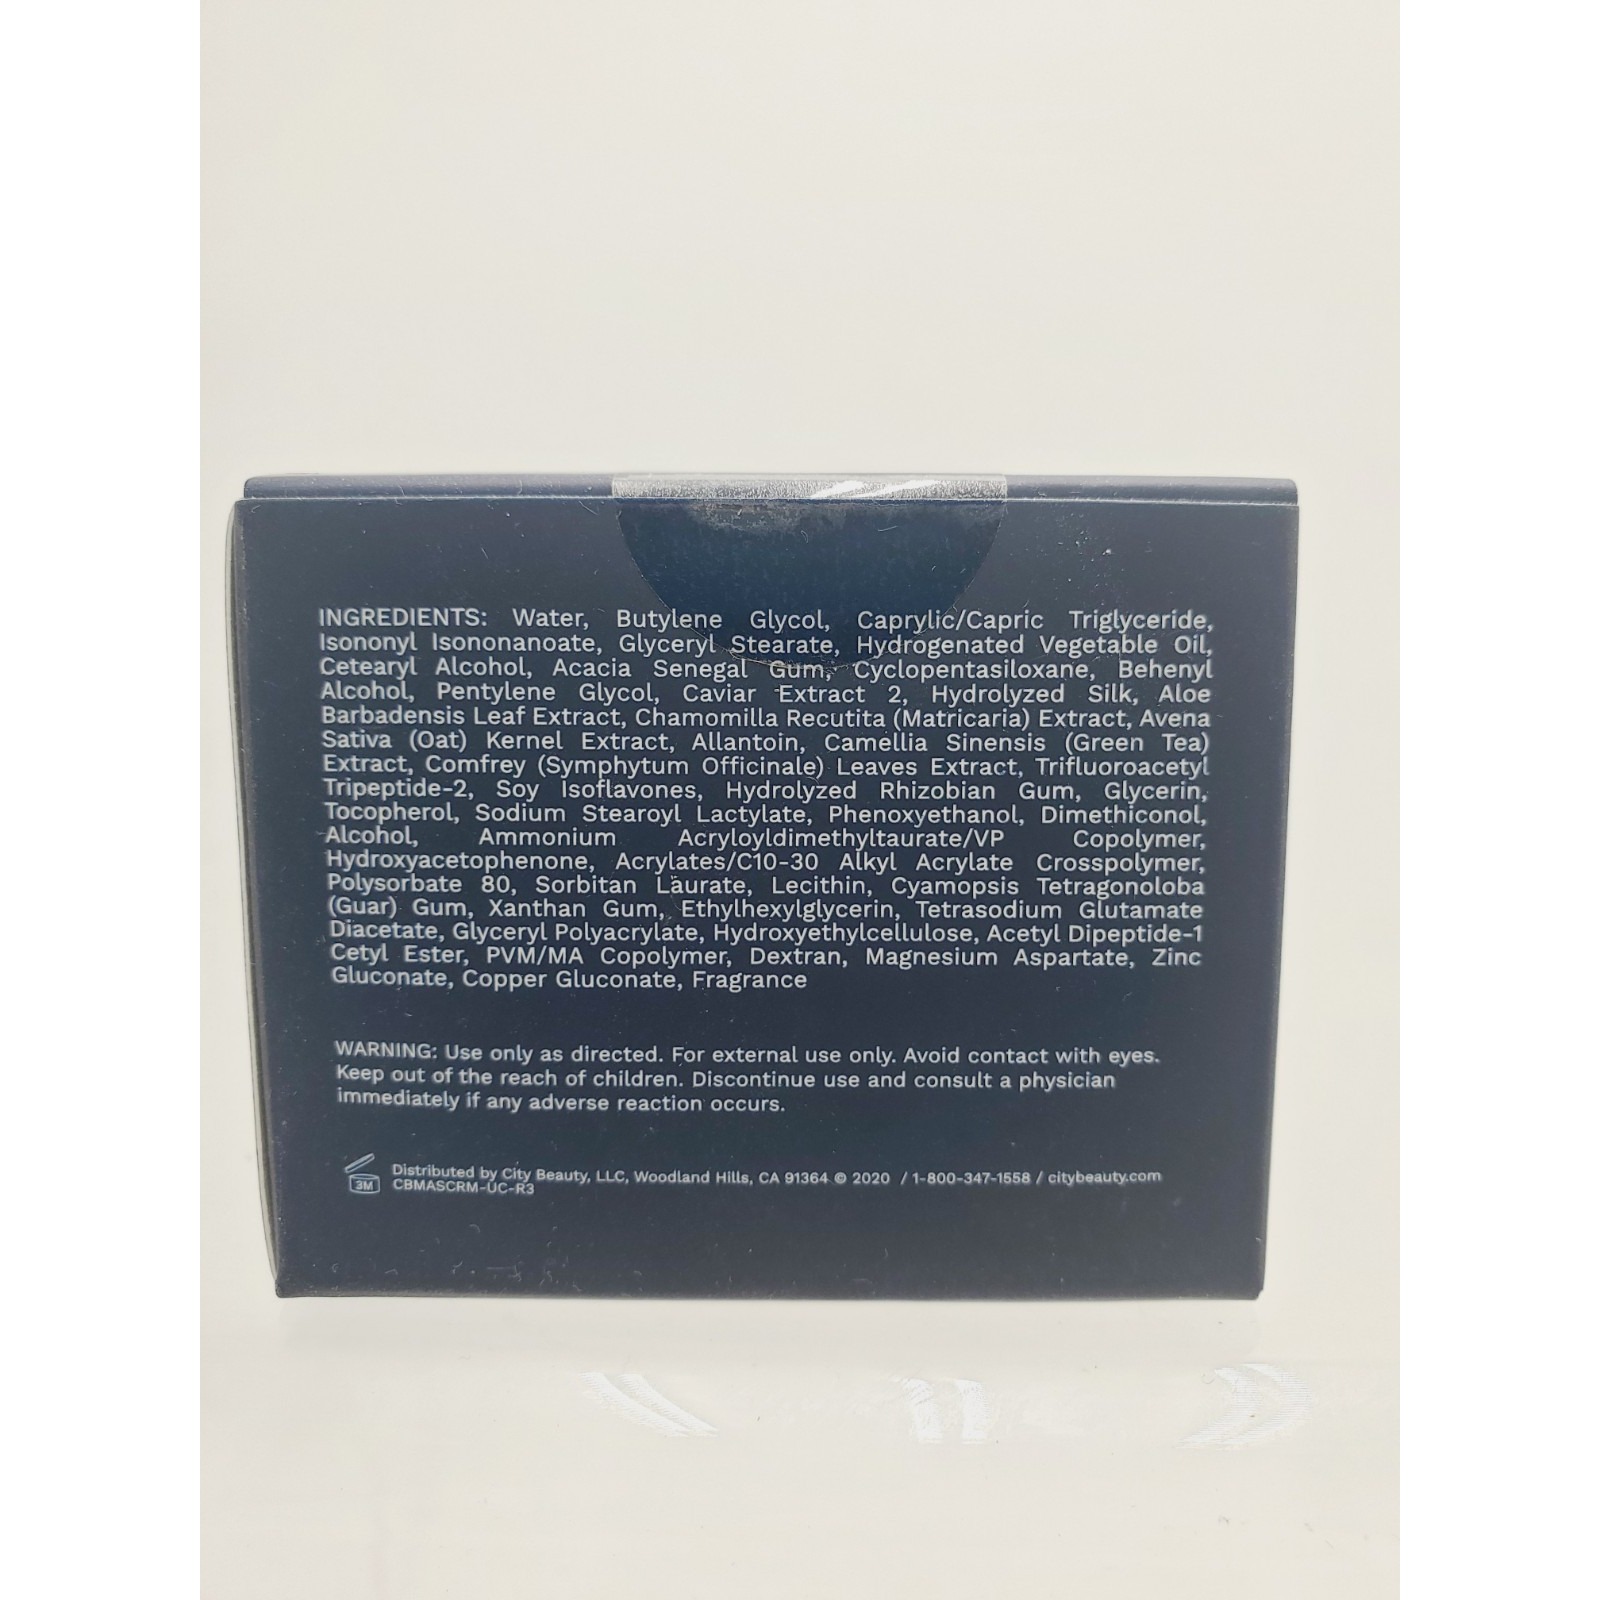 INGREDIENTS: Water, Butylene Glycol, Caprylic/Capric Triglyceride,
Isononyl Isononanoate, Glyceryl Stearate, Hydrogenated Vegetable Oil,
Cetearyl Alcohol, Acacia Senegal Gum, Cyclopentasiloxane, Behenyl
Alcohol, Pentylene Glycol, Caviar Extract 2, Hydrolyzed Silk, Aloe
Barbadensis Leaf Extract, Chamomilla Recutita (Matricaria) Extract, Avena
Sativa (Oat) Kernel Extract, Allantoin, Camellia Sinensis (Green Tea)
Extract, Comfrey (Symphytum Officinale) Leaves Extract, Trifluoroacetyl
Tripeptide-2, Soy Isoflavones, Hydrolyzed Rhizobian Gum, Glycerin,
Tocopherol, Sodium Stearoyl Lactylate, Phenoxyethanol, Dimethiconol,
Alcohol, Ammonium Acryloyldimethyltaurate/VP Copolymer,
Hydroxyacetophenone, Acrylates/C10-30 Alkyl Acrylate Crosspolymer,
Polysorbate 80, Sorbitan Laurate, Lecithin, Cyamopsis Tetragonoloba
(Guar) Gum, Xanthan Gum, Ethylhexylglycerin, Tetrasodium Glutamate
Diacetate, Glyceryl Polyacrylate, Hydroxyethylcellulose, Acetyl Dipeptide-1
Cetyl Ester, PVM/MA Copolymer, Dextran, Magnesium Aspartate, Zinc
Gluconate, Copper Gluconate, Fragrance
WARNING: Use only as directed. For external use only. Avoid contact with eyes.
Keep out of the reach of children. Discontinue use and consult a physician
immediately if any adverse reaction occurs.
3M
Distributed by City Beauty, LLC, Woodland Hills, CA 91364 © 2020 / 1-800-347-1558 / citybeauty.com
CBMASCRM-UC-R3